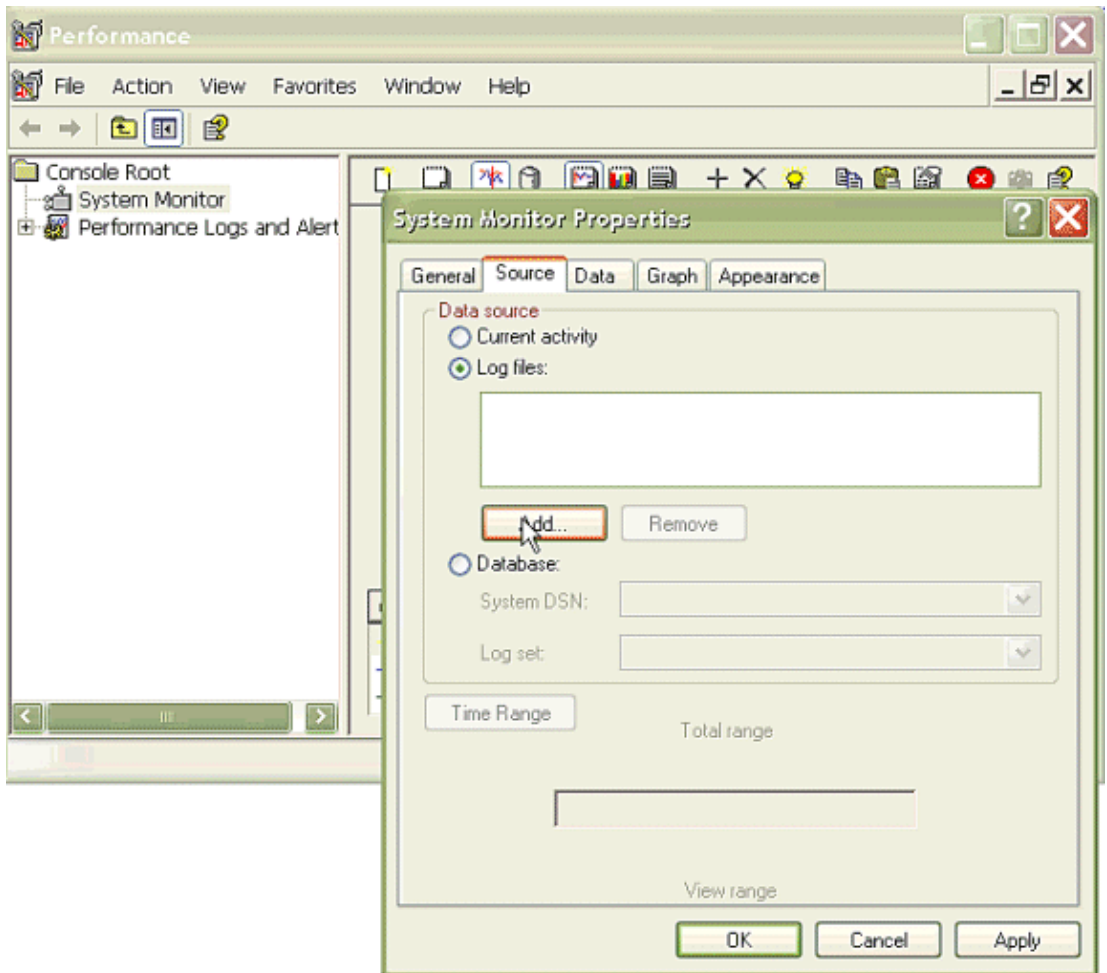 Performance
File Action View Favorites Window Help
Console Root
System Monitor
Performance Logs and Alert
System Monitor Properties
General Source Data Graph Appearance
Data source
Current activity
Log files:
Add... Remove
Database:
System DSN:
Log set:
Time Range
Total range
View range
OK Cancel Apply